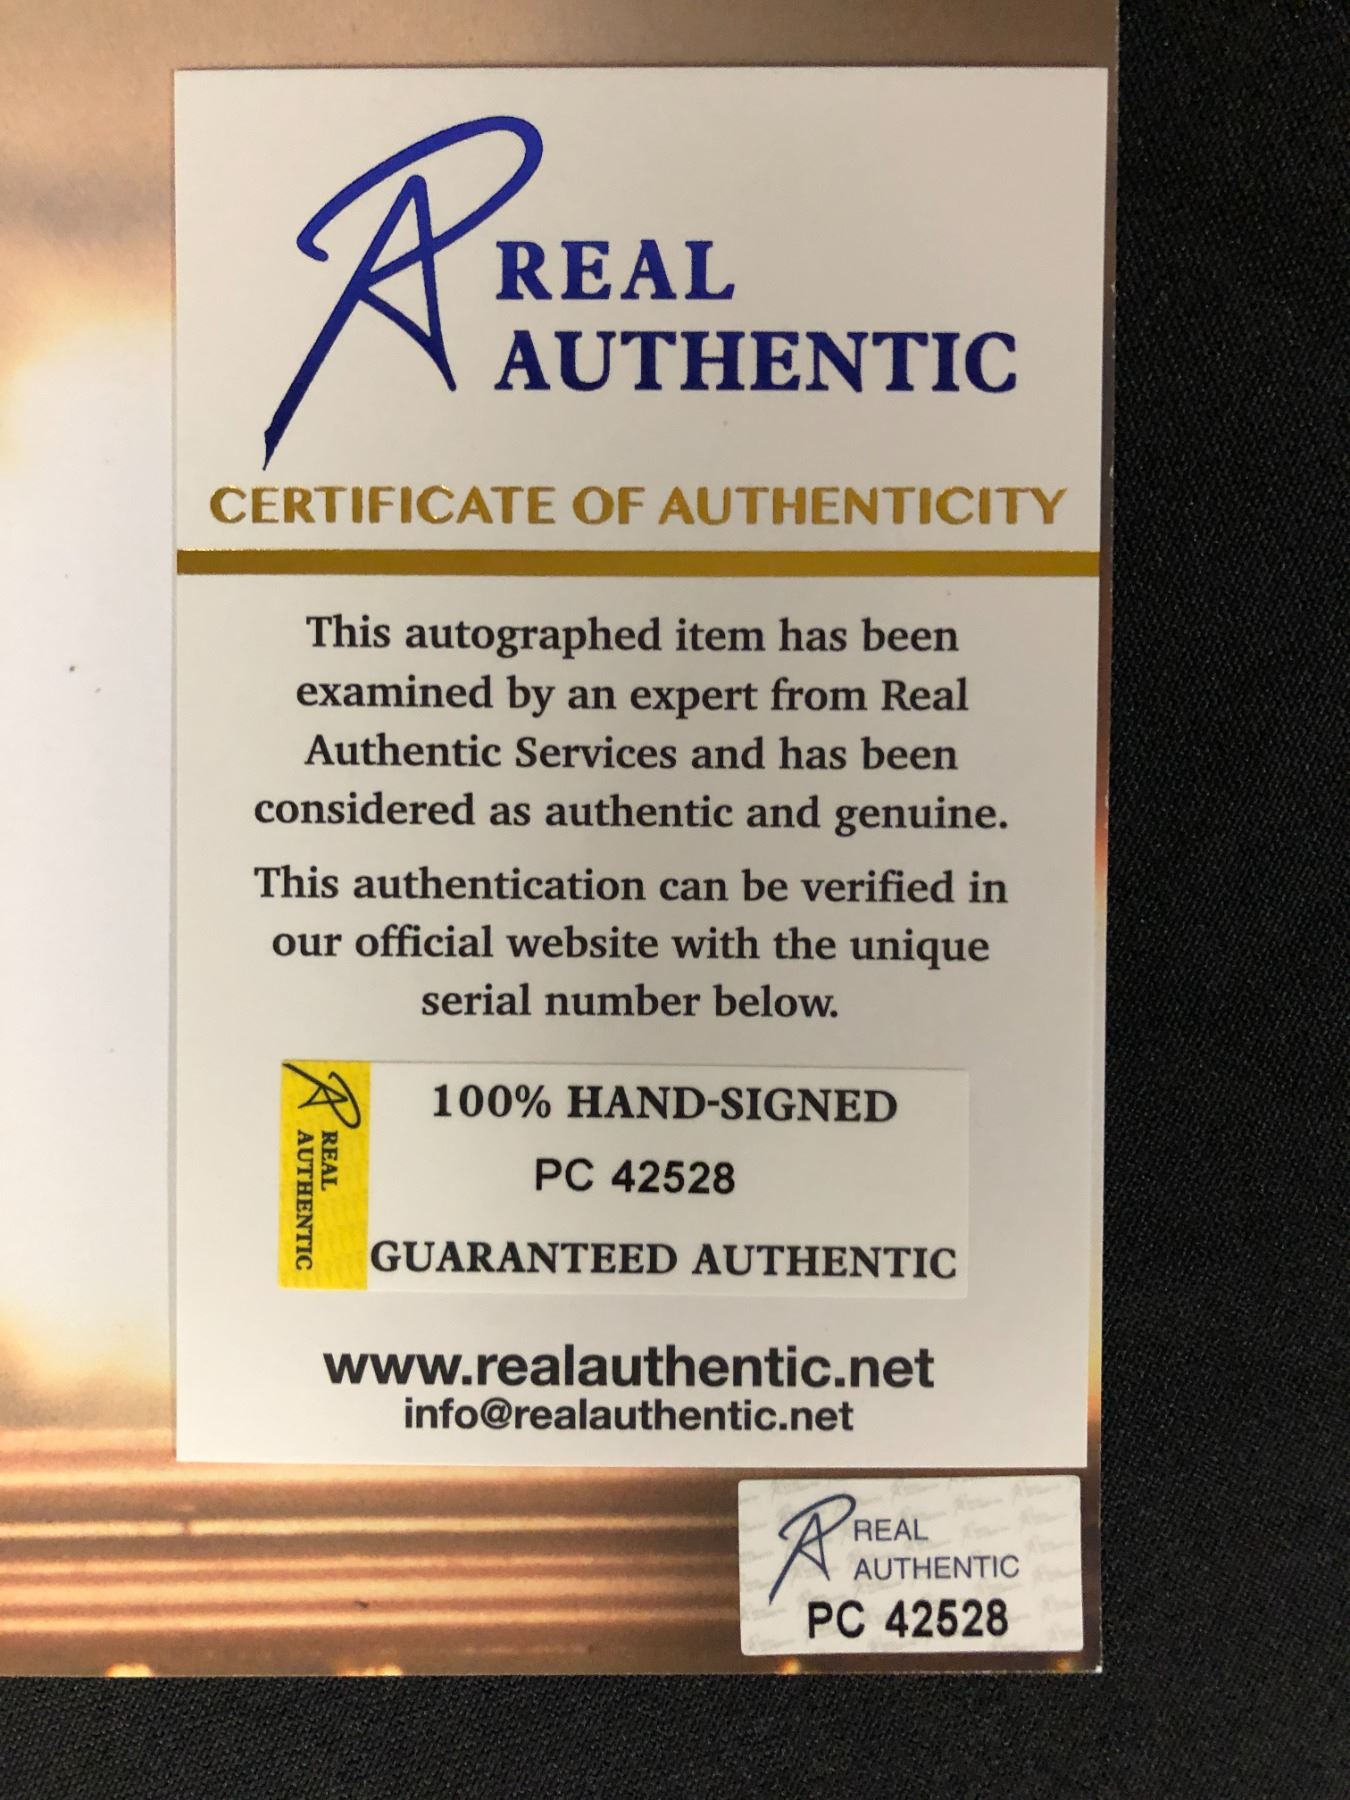 REAL
AUTHENTIC
CERTIFICATE OF AUTHENTICITY
This autographed item has been
examined by an expert from Real
Authentic Services and has been
considered as authentic and genuine.
This authentication can be verified in
our official website with the unique
serial number below.
REAL
AUTHENTIC
100% HAND-SIGNED
PC 42528
GUARANTEED AUTHENTIC
www.realauthentic.net
info@realauthentic.net
REAL
AUTHENTIC
PC 42528